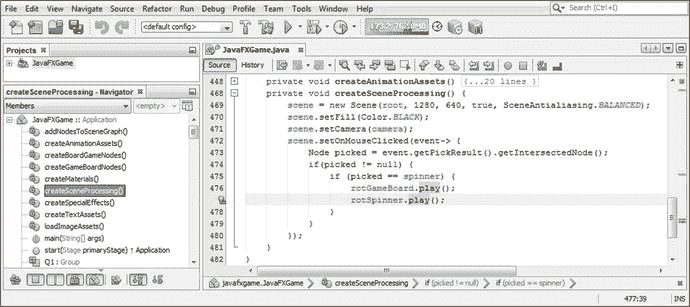 File Edit View Navigate Source Refactor Run Debug Profile Team Tools Window Help
Search (Ctrl+I)
<default config>
Projects
JavaFXGame
createSceneProcessing - Navigator
Members
<empty>
JavaFXGame :: Application
addNodesToSceneGraph()
createAnimationAssets()
createBoardGameNodes()
createGameBoardNodes()
createMaterials()
createSceneProcessing()
createSpecialEffects()
createTextAssets()
loadImageAssets()
main(String[] args)
start(Stage primaryStage) ↑ Application
Q1 : Group
JavaFXGame.java
Source History
448 private void createAnimationAssets() {...20 lines }
468 private void createSceneProcessing() {
469 scene = new Scene(root, 1280, 640, true, SceneAntialiasing.BALANCED);
470 scene.setFill(Color.BLACK);
471 scene.setCamera(camera);
472 scene.setOnMouseClicked(event-> {
473 Node picked = event.getPickResult().getIntersectedNode();
474 if(picked != null) {
475 if (picked == spinner) {
476 rotGameBoard.play();
rotSpinner.play();
478 }
479 }
480 });
481 }
482
javafxgame.JavaFXGame
createSceneProcessing
if (picked != null)
if (picked == spinner)
477:39
INS